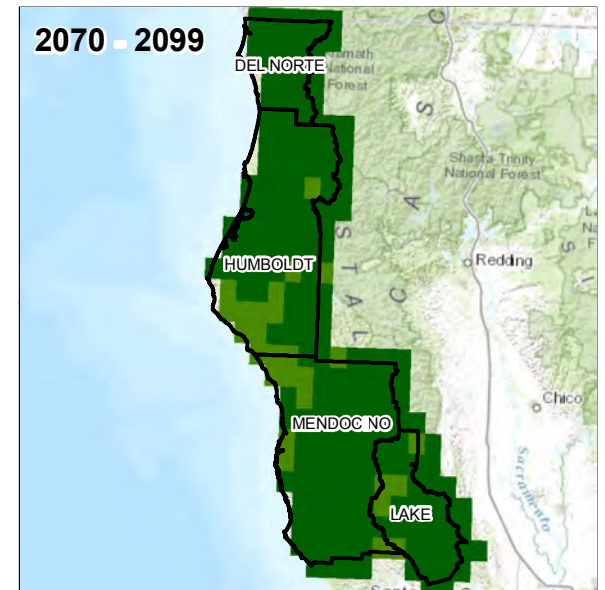 2070 - 2099
DEL NORTE
National
Forest
Shasta-Trinity
National Forest
Redding
HUMBOLDT
Chico
MENDOC NO
Sacramento
LAKE